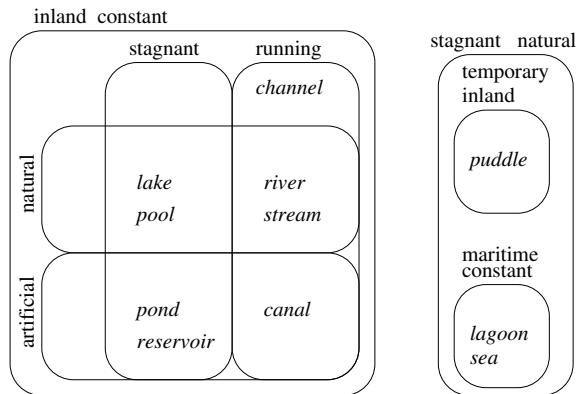 inland constant
stagnant running
channel
natural
lake river
pool stream
artificial
pond canal
reservoir
stagnant natural
temporary
inland
puddle
maritime
constant
lagoon
sea